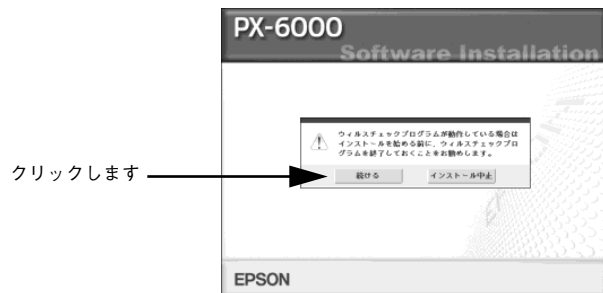 PX-6000
Software Installation
ウィルスチェックプログラムが動作している場合は
インストールを始める前に、ウィルスチェックプロ
グラムを終了しておくことをお勧めします。
クリックします
続ける
インストール中止
EPSON